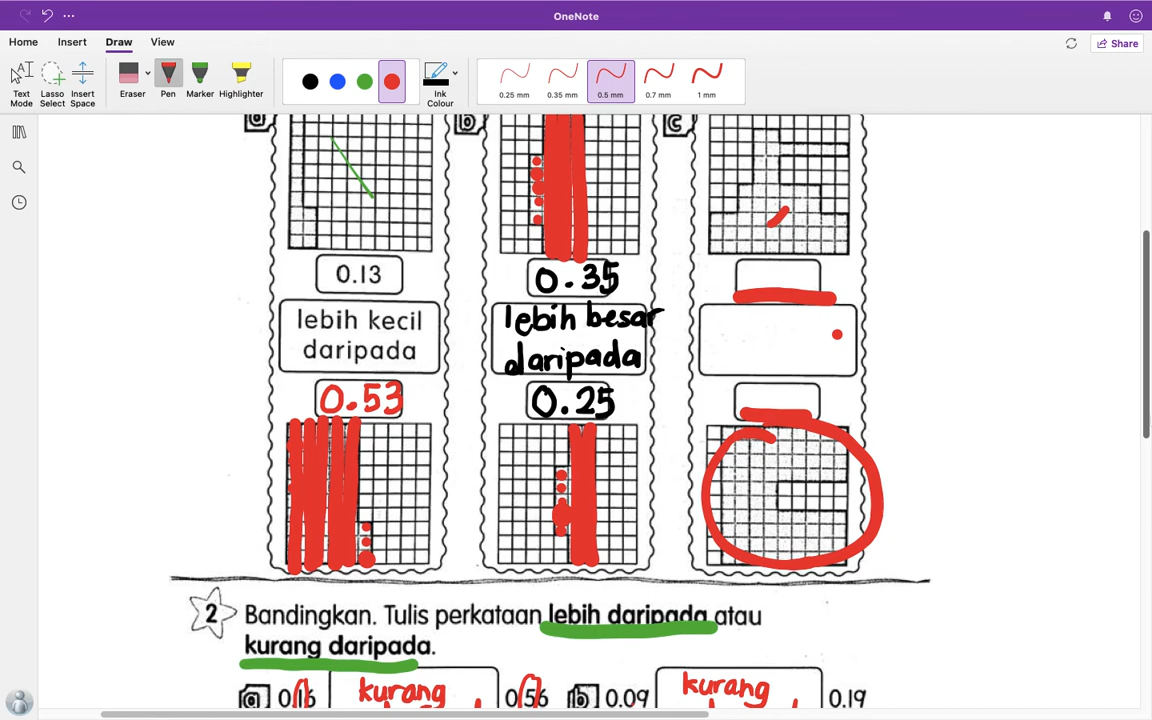 OneNote
Home Insert Draw View
Share
Text Mode
Lasso Select
Insert Space
Eraser
Pen
Marker
Highlighter
Ink Colour
0.25 mm
0.35 mm
0.5 mm
0.7 mm
1 mm
a b c
0.13
0.35
lebih kecil
daripada
lebih besar
daripada
0.53
0.25
2 Bandingkan. Tulis perkataan lebih daripada atau
kurang daripada.
a 0.16 kurang 0.56 b 0.09 kurang 0.19